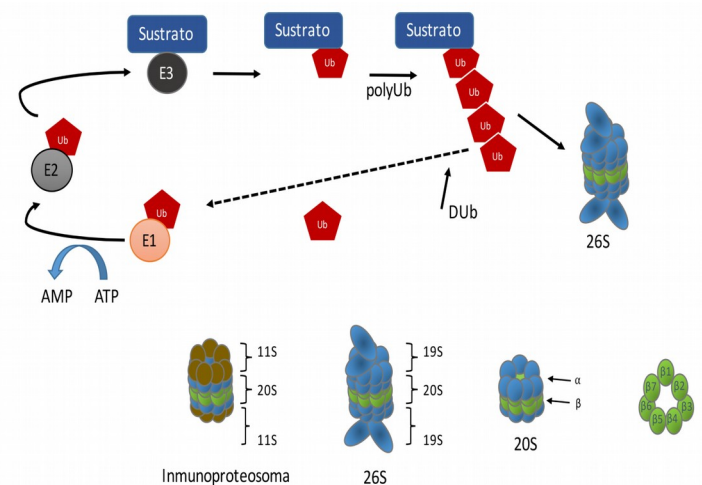 Sustrato
Sustrato
Sustrato
E3
Ub
Ub
polyUb
Ub
Ub
Ub
Ub
E2
Ub
E1
Ub
DUb
26S
AMP
ATP
11S
20S
11S
Inmunoproteosoma
19S
20S
19S
26S
α
β
20S
β1
β7
β2
β6
β3
β5
β4